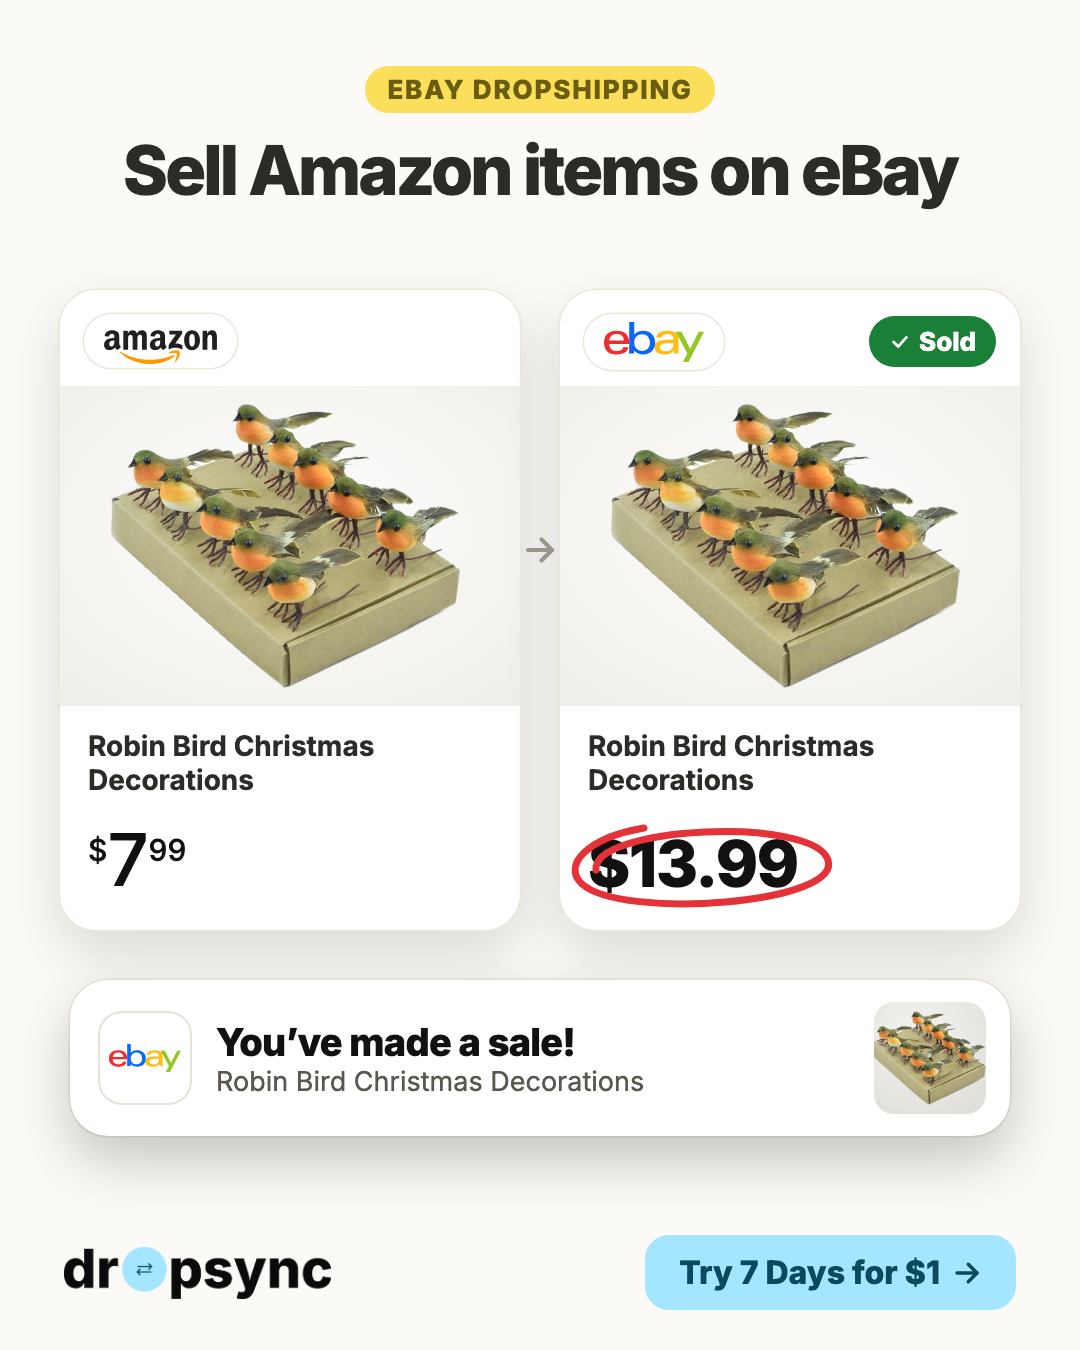 EBAY DROPSHIPPING
Sell Amazon items on eBay
amazon
Robin Bird Christmas
Decorations
$799
ebay
Sold
Robin Bird Christmas
Decorations
$13.99
ebay
You’ve made a sale!
Robin Bird Christmas Decorations
dropsync
Try 7 Days for $1 →